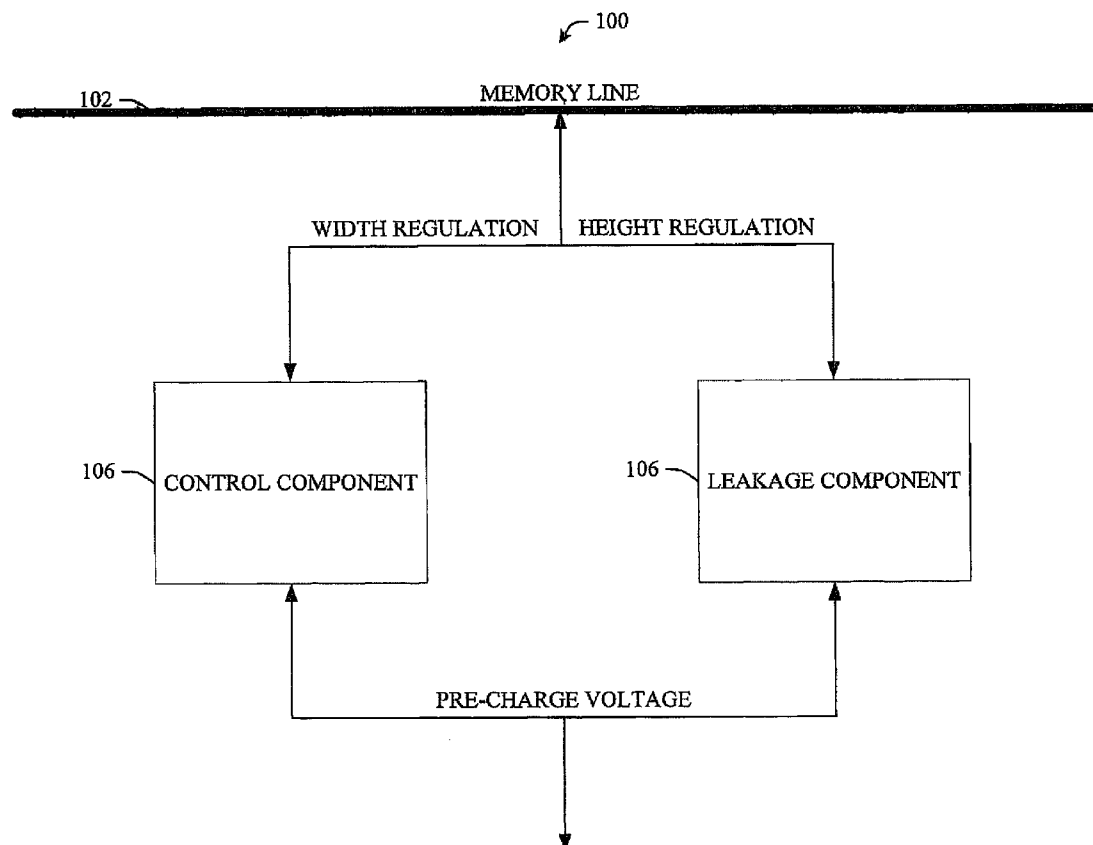 100
102
MEMORY LINE
WIDTH REGULATION
HEIGHT REGULATION
106
CONTROL COMPONENT
106
LEAKAGE COMPONENT
PRE-CHARGE VOLTAGE